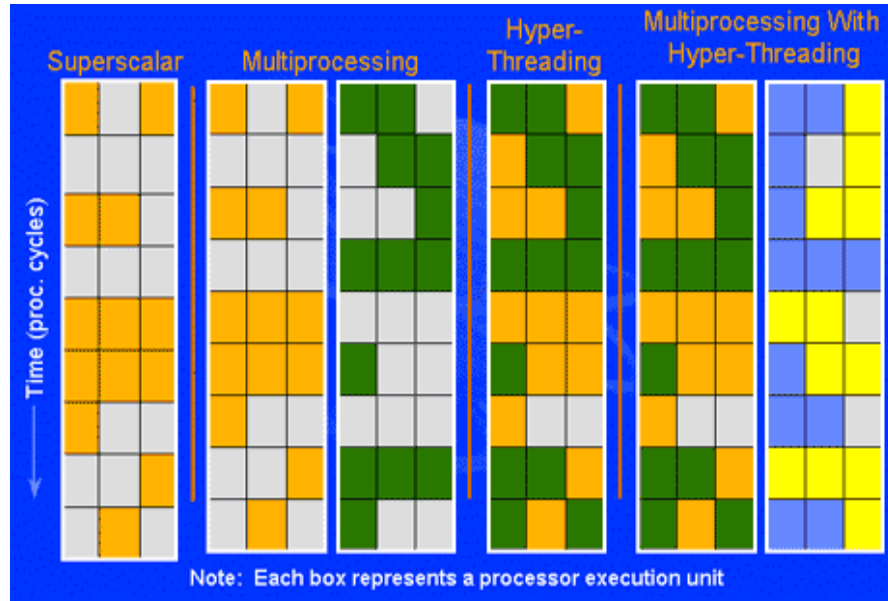 Superscalar
Multiprocessing
Hyper-
Threading
Multiprocessing With
Hyper-Threading
Time (proc. cycles)
Note: Each box represents a processor execution unit